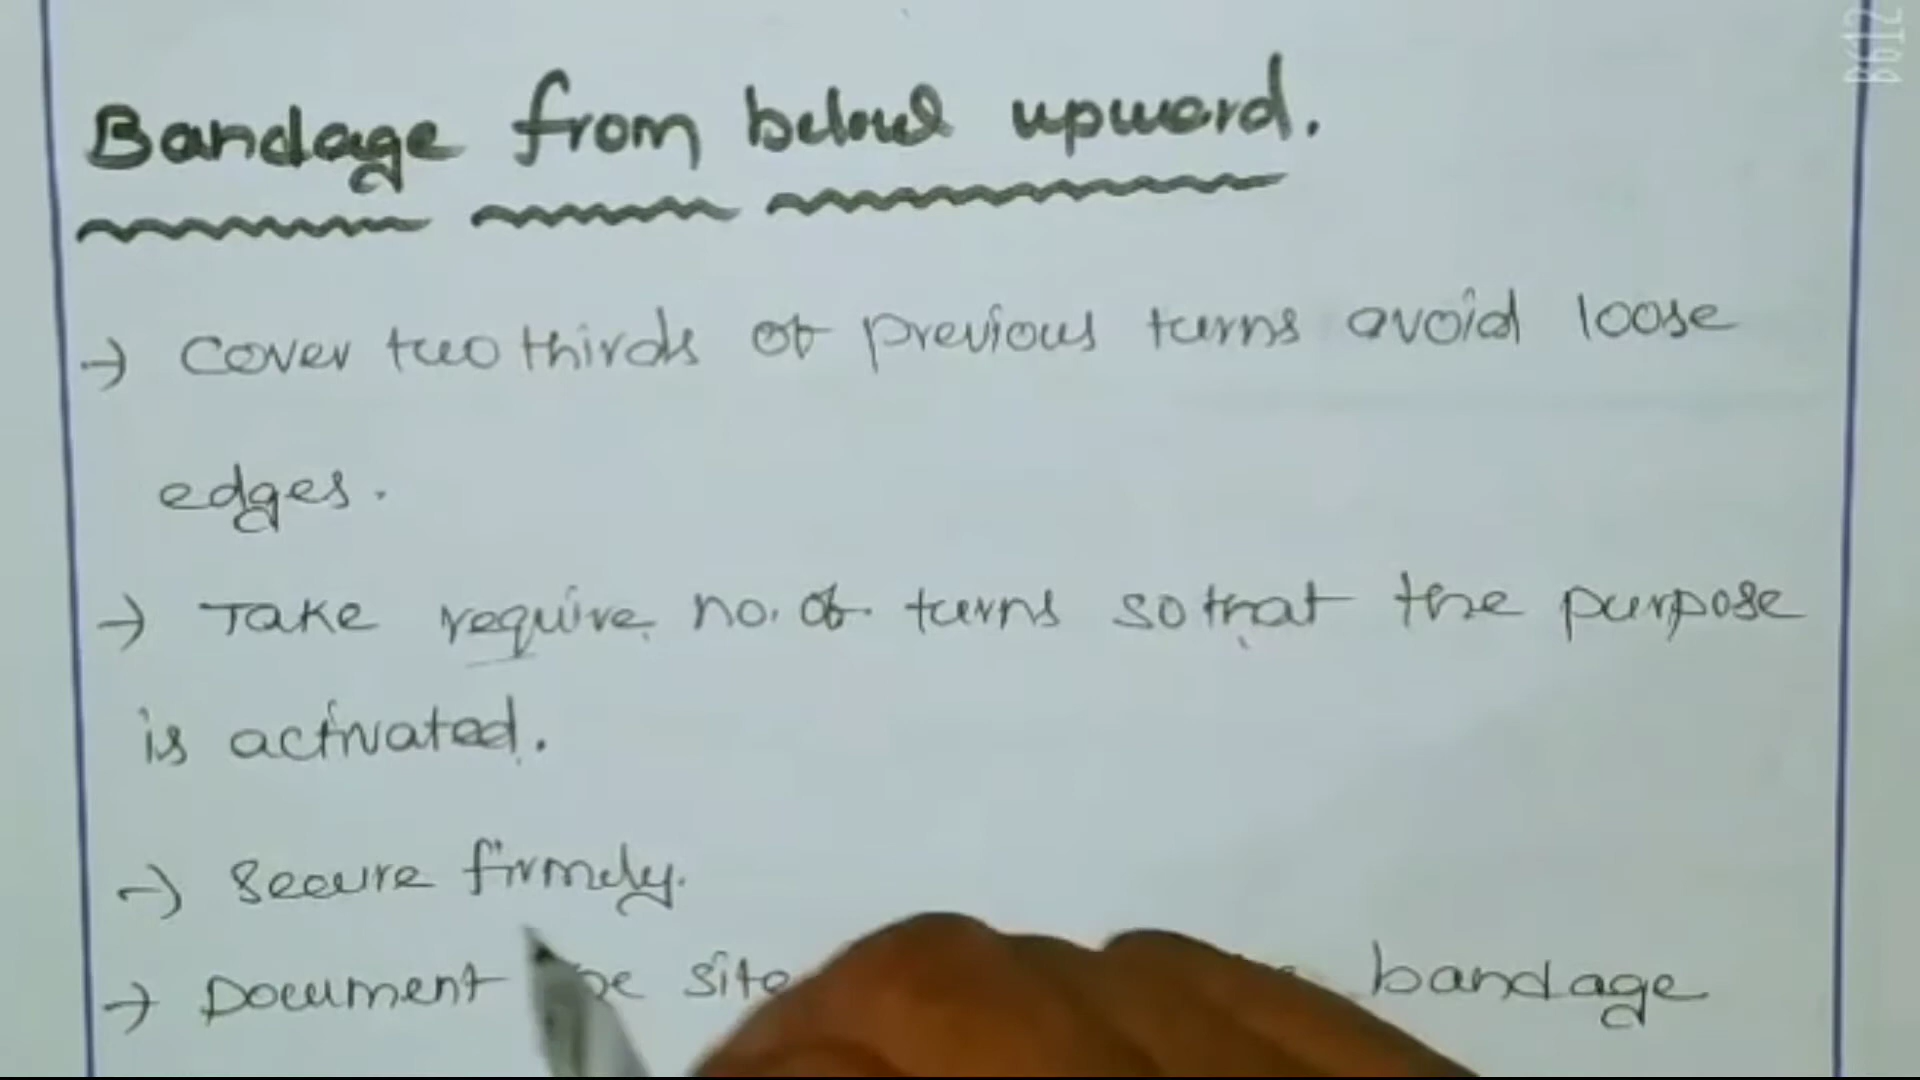 B612
Bandage from below upward.
→ cover two thirds of previous turns avoid loose
edges.
→ Take require no. of turns so that the purpose
is activated.
→ Secure firmly.
→ Document site bandage